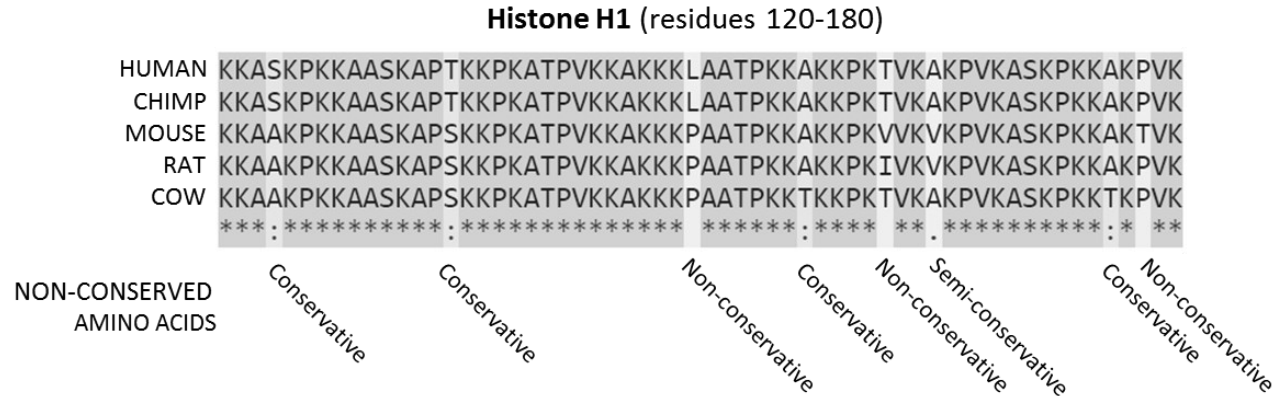 Histone H1 (residues 120-180)
HUMAN KKASKPKKAASKAPTKKPKATPVKKAKKKLAATPKKAKKPKTVKAKPVKASKPKKAKPVK
CHIMP KKASKPKKAASKAPTKKPKATPVKKAKKKLAATPKKAKKPKTVKAKPVKASKPKKAKPVK
MOUSE KKAAKPKKAASKAPSKKPKATPVKKAKKKPAATPKKAKKPKVVKVKPVKASKPKKAKTVK
RAT KKAAKPKKAASKAPSKKPKATPVKKAKKKPAATPKKAKKPKIVKVKPVKASKPKKAKPVK
COW KKAAKPKKAASKAPSKKPKATPVKKAKKKPAATPKKTKKPKTVKAKPVKASKPKKTKPVK
***:**********:************** ******:**** **.**********:* **
NON-CONSERVED
AMINO ACIDS
Conservative
Conservative
Non-conservative
Conservative
Non-conservative
Semi-conservative
Conservative
Non-conservative